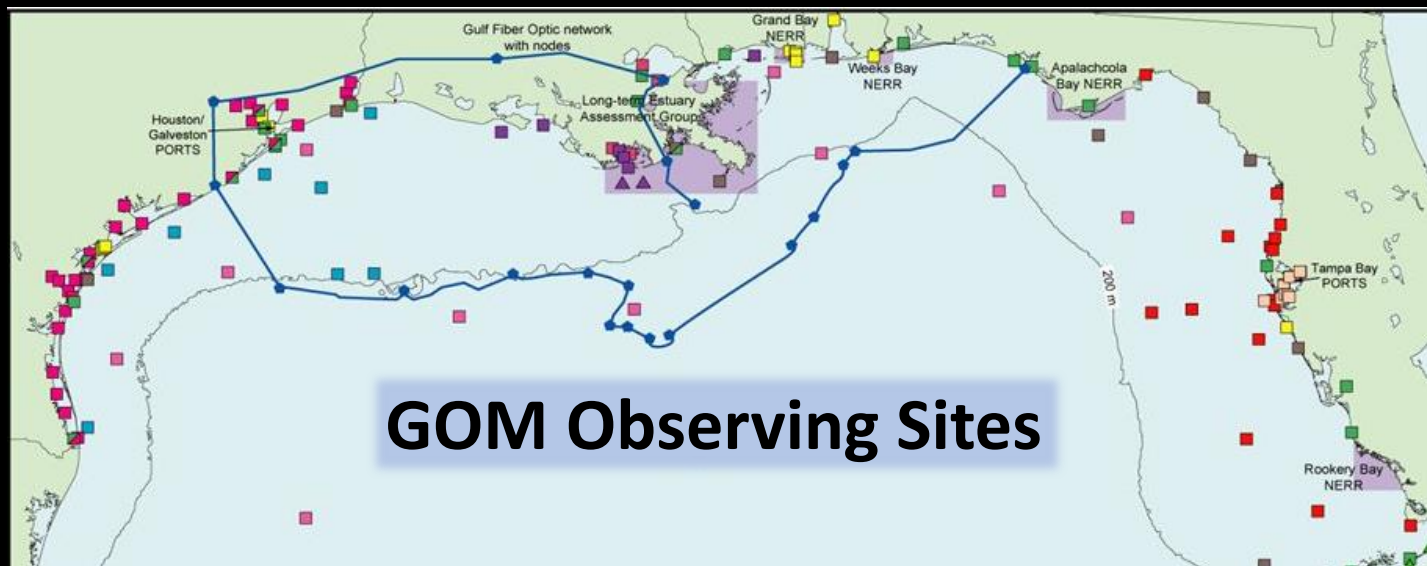 Gulf Fiber Optic network
with nodes
Grand Bay
NERR
Weeks Bay
NERR
Apalachcola
Bay NERR
Long-term Estuary
Assessment Group
Houston/
Galveston
PORTS
200 m
Tampa Bay
PORTS
GOM Observing Sites
Rookery Bay
NERR